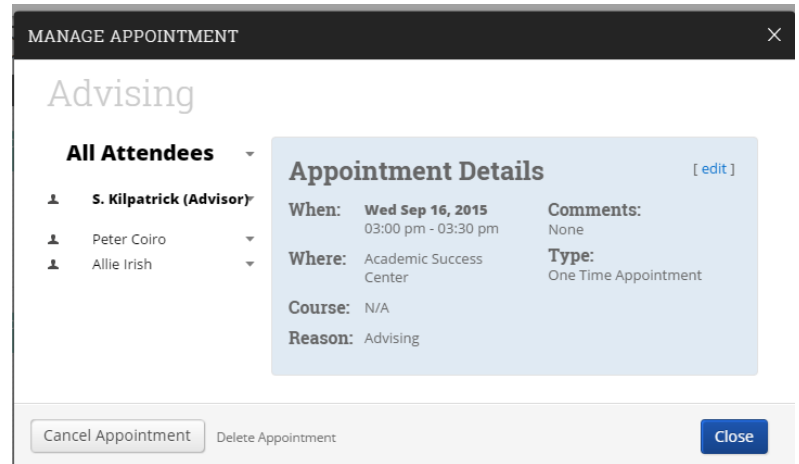 MANAGE APPOINTMENT
Advising
All Attendees
S. Kilpatrick (Advisor)
Peter Coiro
Allie Irish
Appointment Details
[ edit ]
When: Wed Sep 16, 2015
03:00 pm - 03:30 pm
Where: Academic Success
Center
Course: N/A
Reason: Advising
Comments:
None
Type:
One Time Appointment
Cancel Appointment
Delete Appointment
Close